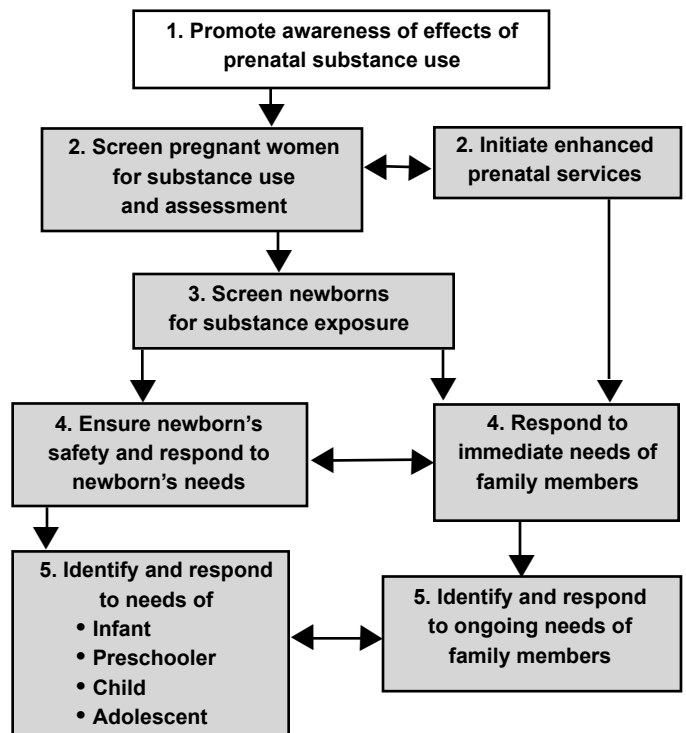 1. Promote awareness of effects of
prenatal substance use
2. Screen pregnant women
for substance use
and assessment
2. Initiate enhanced
prenatal services
3. Screen newborns
for substance exposure
4. Ensure newborn’s
safety and respond to
newborn’s needs
4. Respond to
immediate needs of
family members
5. Identify and respond
to needs of
• Infant
• Preschooler
• Child
• Adolescent
5. Identify and respond
to ongoing needs of
family members